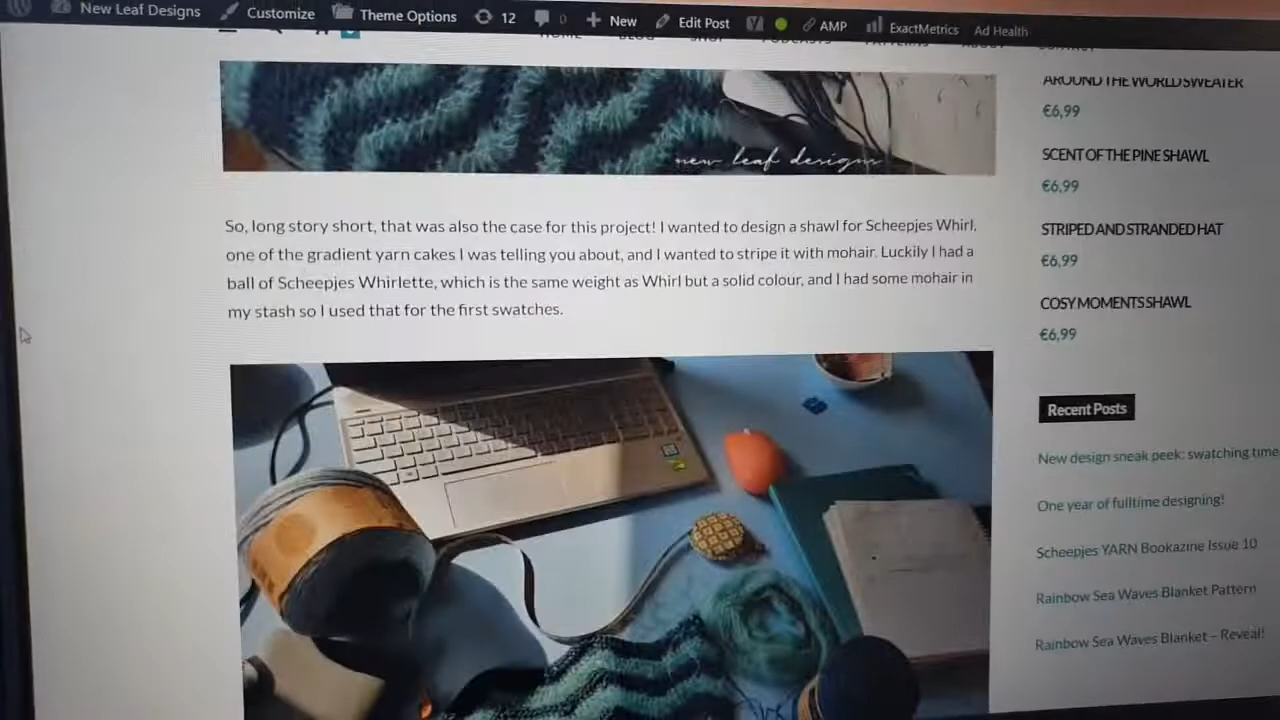 New Leaf Designs Customize Theme Options 12 0 New Edit Post AMP ExactMetrics Ad Health
new leaf designs
So, long story short, that was also the case for this project! I wanted to design a shawl for Scheepjes Whirl,
one of the gradient yarn cakes I was telling you about, and I wanted to stripe it with mohair. Luckily I had a
ball of Scheepjes Whirlette, which is the same weight as Whirl but a solid colour, and I had some mohair in
my stash so I used that for the first swatches.
AROUND THE WORLD SWEATER
€6,99
SCENT OF THE PINE SHAWL
€6,99
STRIPED AND STRANDED HAT
€6,99
COSY MOMENTS SHAWL
€6,99
Recent Posts
New design sneak peek: swatching time
One year of fulltime designing!
Scheepjes YARN Bookazine Issue 10
Rainbow Sea Waves Blanket Pattern
Rainbow Sea Waves Blanket – Reveal!